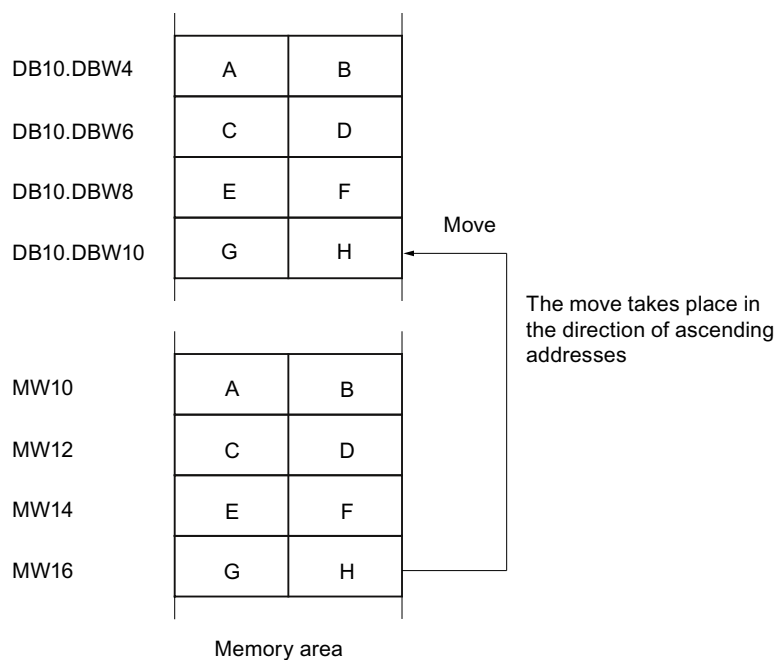 DB10.DBW4 A B
DB10.DBW6 C D
DB10.DBW8 E F
DB10.DBW10 G H
Move
The move takes place in
the direction of ascending
addresses
MW10 A B
MW12 C D
MW14 E F
MW16 G H
Memory area